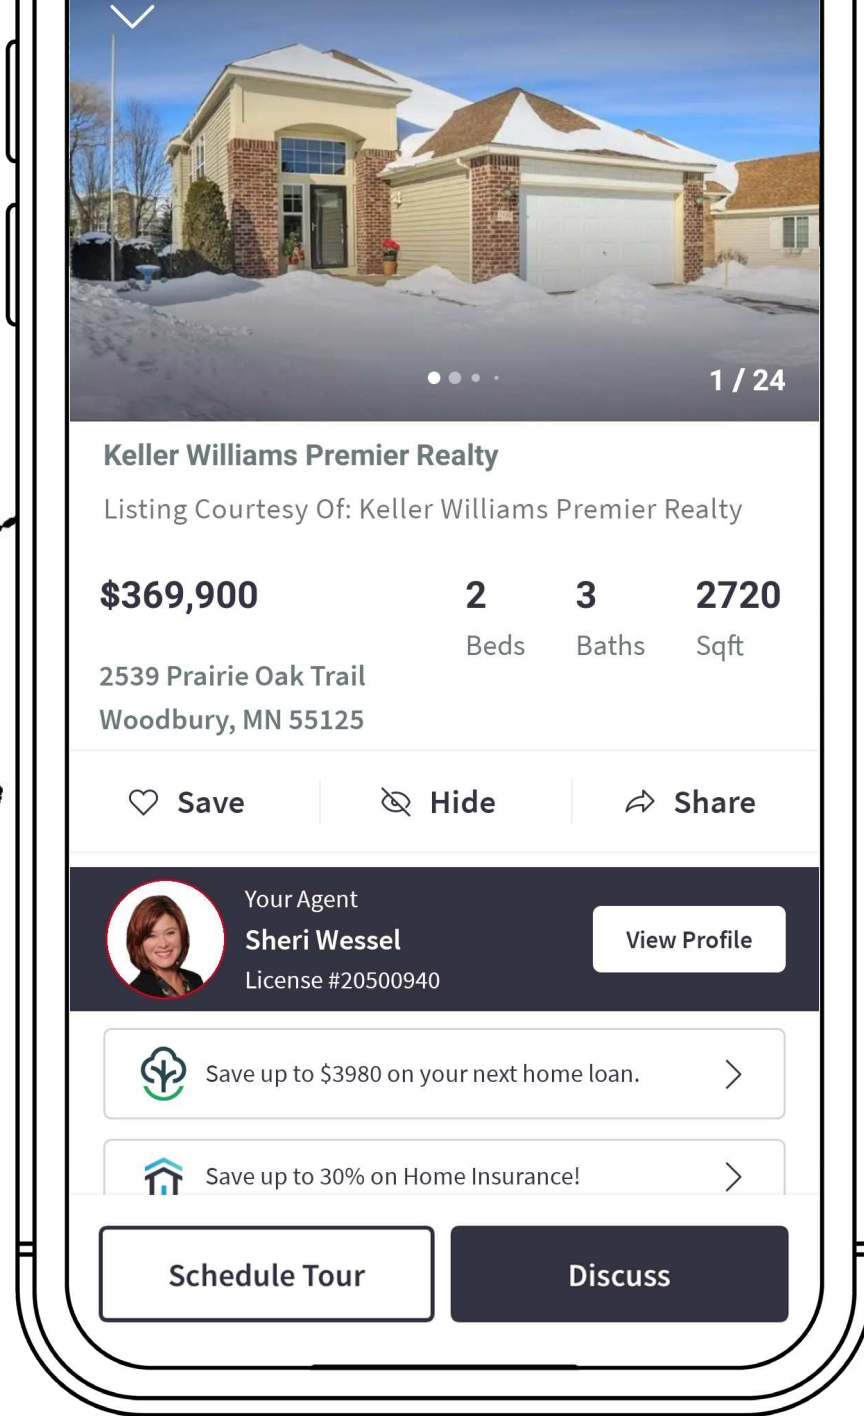 1 / 24
Keller Williams Premier Realty
Listing Courtesy Of: Keller Williams Premier Realty
$369,900
2 3 2720
Beds Baths Sqft
2539 Prairie Oak Trail
Woodbury, MN 55125
Save Hide Share
Your Agent
Sheri Wessel
License #20500940
View Profile
Save up to $3980 on your next home loan.
Save up to 30% on Home Insurance!
Schedule Tour Discuss